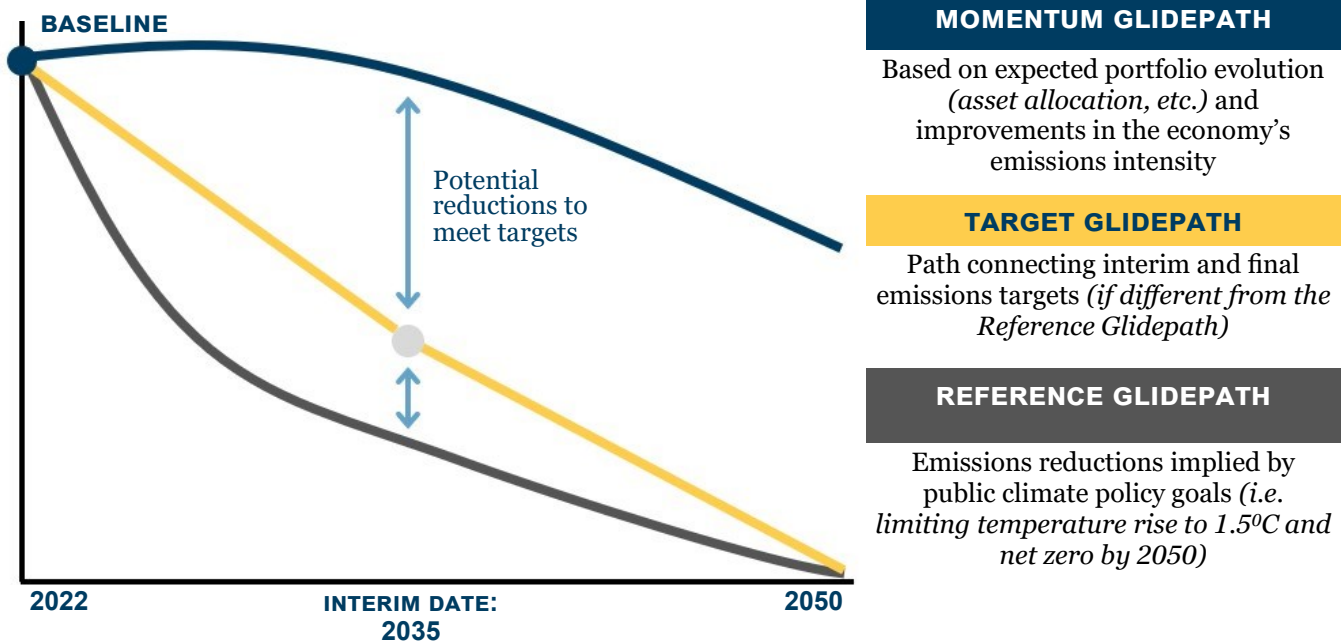 BASELINE
Potential
reductions to
meet targets
2022
INTERIM DATE:
2035
2050
MOMENTUM GLIDEPATH
Based on expected portfolio evolution
(asset allocation, etc.) and
improvements in the economy’s
emissions intensity
TARGET GLIDEPATH
Path connecting interim and final
emissions targets (if different from the
Reference Glidepath)
REFERENCE GLIDEPATH
Emissions reductions implied by
public climate policy goals (i.e.
limiting temperature rise to 1.5⁰C and
net zero by 2050)